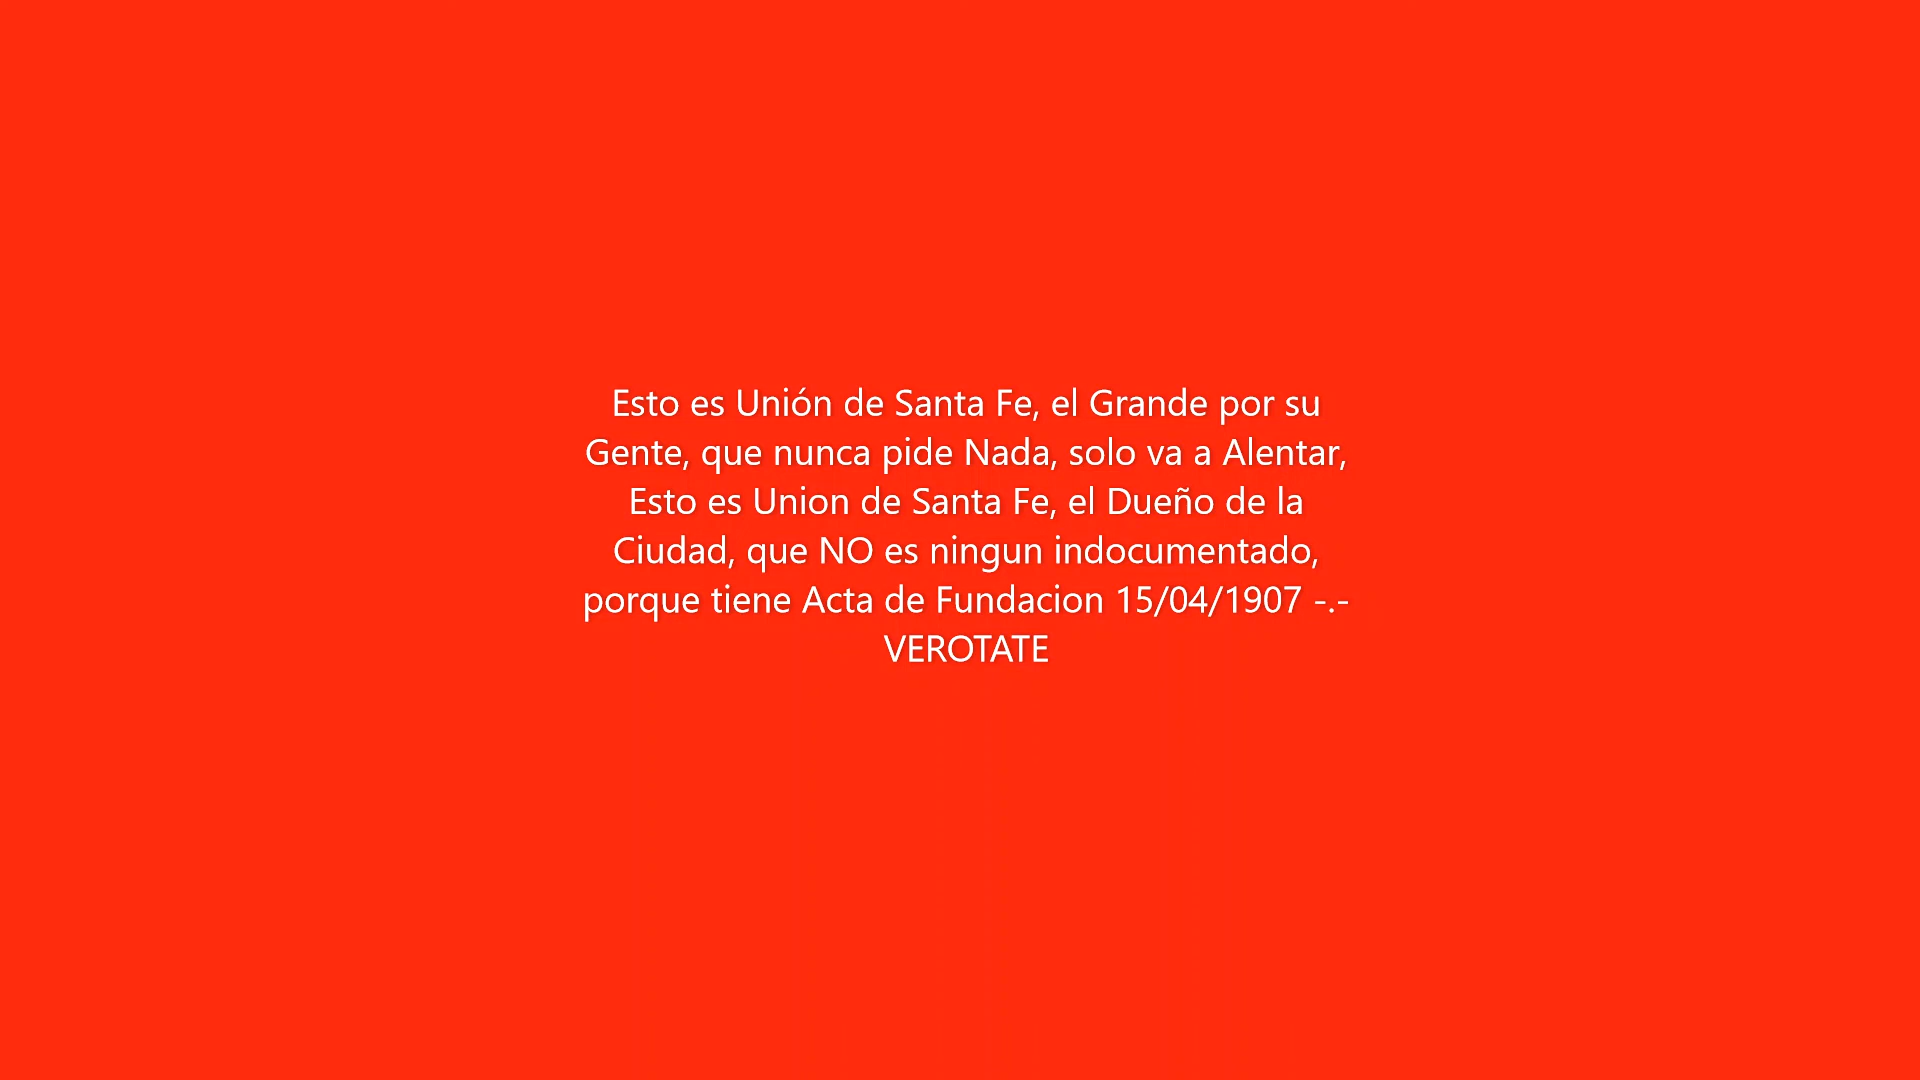 Esto es Unión de Santa Fe, el Grande por su
Gente, que nunca pide Nada, solo va a Alentar,
Esto es Union de Santa Fe, el Dueño de la
Ciudad, que NO es ningun indocumentado,
porque tiene Acta de Fundacion 15/04/1907 -.-
VEROTATE